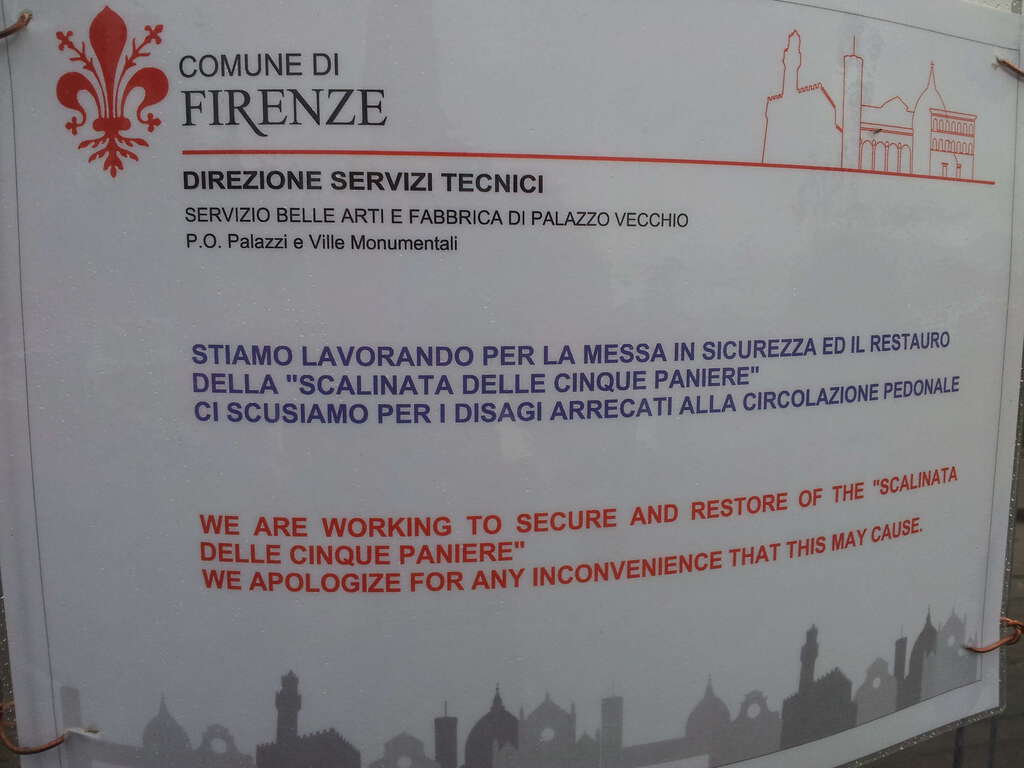 COMUNE DI
FIRENZE
DIREZIONE SERVIZI TECNICI
SERVIZIO BELLE ARTI E FABBRICA DI PALAZZO VECCHIO
P.O. Palazzi e Ville Monumentali
STIAMO LAVORANDO PER LA MESSA IN SICUREZZA ED IL RESTAURO
DELLA "SCALINATA DELLE CINQUE PANIERE"
CI SCUSIAMO PER I DISAGI ARRECATI ALLA CIRCOLAZIONE PEDONALE
WE ARE WORKING TO SECURE AND RESTORE OF THE "SCALINATA
DELLE CINQUE PANIERE"
WE APOLOGIZE FOR ANY INCONVENIENCE THAT THIS MAY CAUSE.